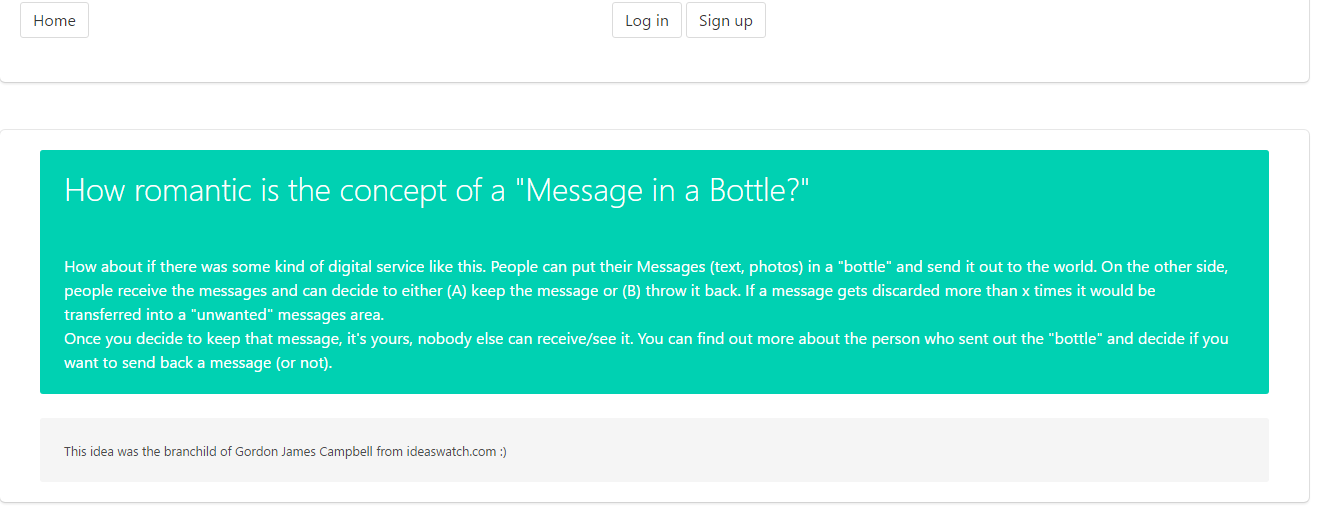 Home Log in Sign up
How romantic is the concept of a "Message in a Bottle?"
How about if there was some kind of digital service like this. People can put their Messages (text, photos) in a "bottle" and send it out to the world. On the other side,
people receive the messages and can decide to either (A) keep the message or (B) throw it back. If a message gets discarded more than x times it would be
transferred into a "unwanted" messages area.
Once you decide to keep that message, it's yours, nobody else can receive/see it. You can find out more about the person who sent out the "bottle" and decide if you
want to send back a message (or not).
This idea was the branchild of Gordon James Campbell from ideaswatch.com :)